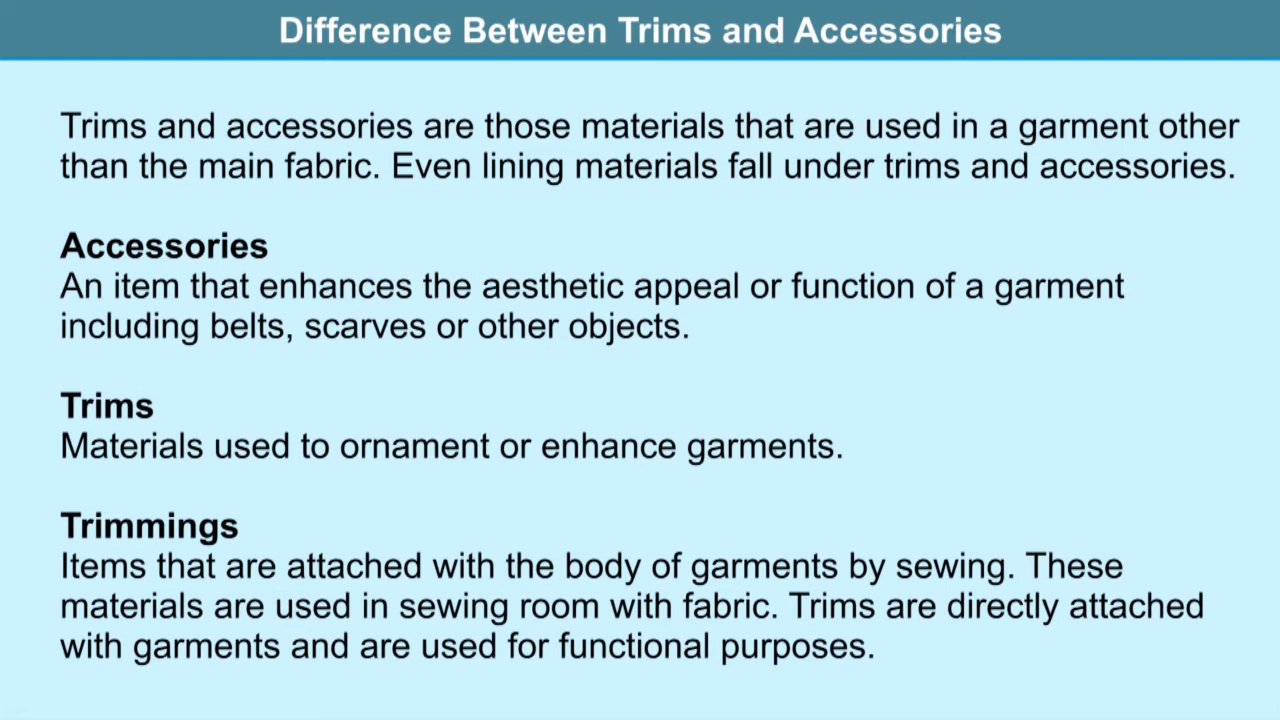 Difference Between Trims and Accessories
Trims and accessories are those materials that are used in a garment other
than the main fabric. Even lining materials fall under trims and accessories.
Accessories
An item that enhances the aesthetic appeal or function of a garment
including belts, scarves or other objects.
Trims
Materials used to ornament or enhance garments.
Trimmings
Items that are attached with the body of garments by sewing. These
materials are used in sewing room with fabric. Trims are directly attached
with garments and are used for functional purposes.